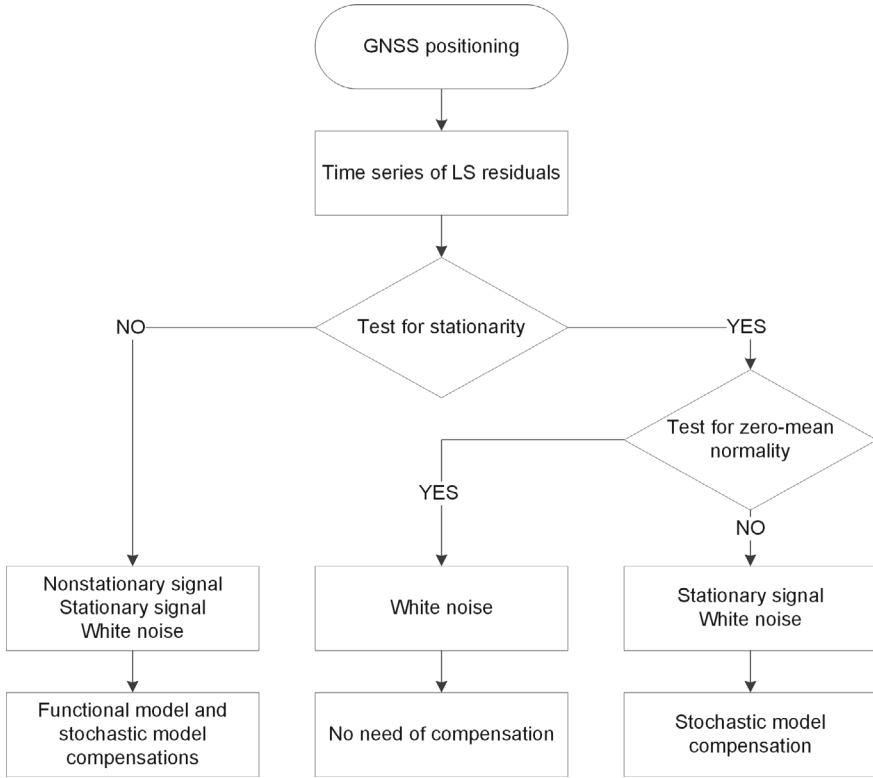 GNSS positioning
Time series of LS residuals
Test for stationarity
NO
YES
Test for zero-mean
normality
YES
NO
Nonstationary signal
Stationary signal
White noise
White noise
Stationary signal
White noise
Functional model and
stochastic model
compensations
No need of compensation
Stochastic model
compensation